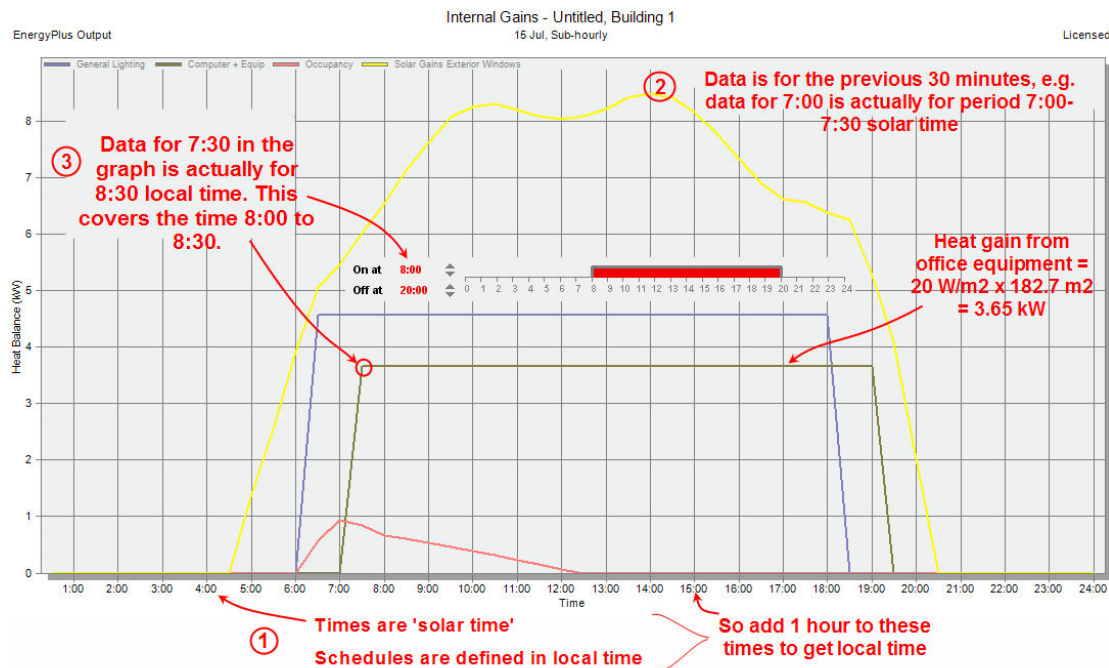 Internal Gains - Untitled, Building 1
EnergyPlus Output
15 Jul, Sub-hourly
Licensed
General Lighting
Computer + Equip
Occupancy
Solar Gains Exterior Windows
2
Data is for the previous 30 minutes, e.g.
data for 7:00 is actually for period 7:00-
7:30 solar time
3
Data for 7:30 in the
graph is actually for
8:30 local time. This
covers the time 8:00 to
8:30.
On at 8:00
Off at 20:00
0 1 2 3 4 5 6 7 8 9 10 11 12 13 14 15 16 17 18 19 20 21 22 23 24
Heat gain from
office equipment =
20 W/m2 x 182.7 m2
= 3.65 kW
Heat Balance (kW)
8
7
6
5
4
3
2
1
0
1:00 2:00 3:00 4:00 5:00 6:00 7:00 8:00 9:00 10:00 11:00 12:00 13:00 14:00 15:00 16:00 17:00 18:00 19:00 20:00 21:00 22:00 23:00 24:00
Time
1
Times are 'solar time'
Schedules are defined in local time
So add 1 hour to these
times to get local time